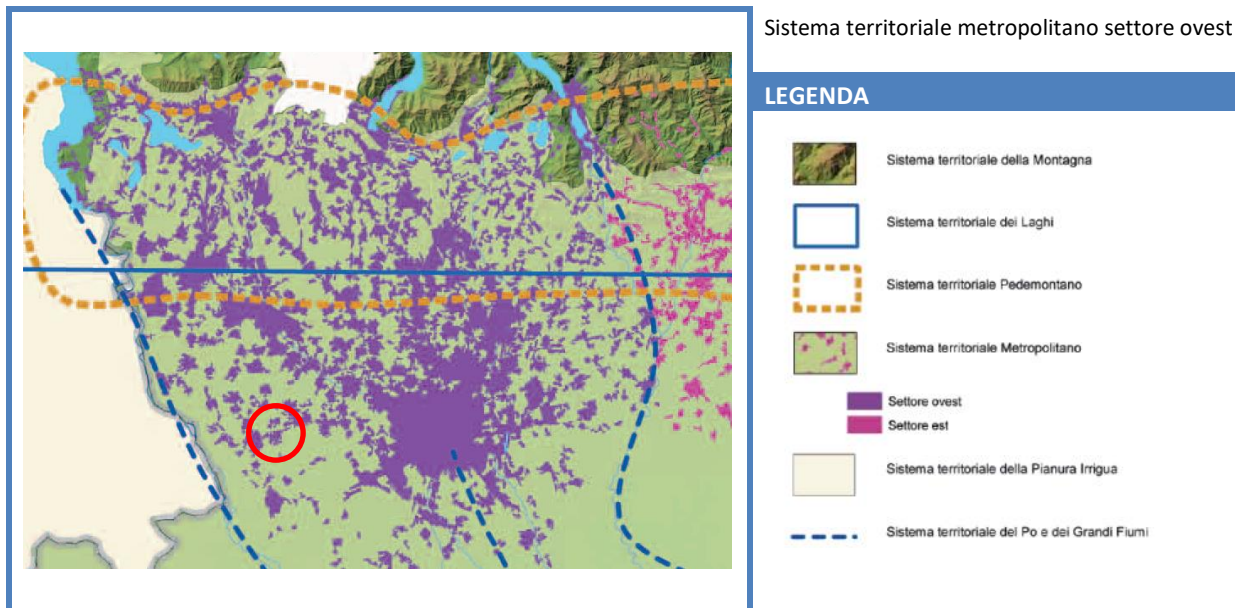 Sistema territoriale metropolitano settore ovest
LEGENDA
Sistema territoriale della Montagna
Sistema territoriale dei Laghi
Sistema territoriale Pedemontano
Sistema territoriale Metropolitano
Settore ovest
Settore est
Sistema territoriale della Pianura Irrigua
Sistema territoriale del Po e dei Grandi Fiumi